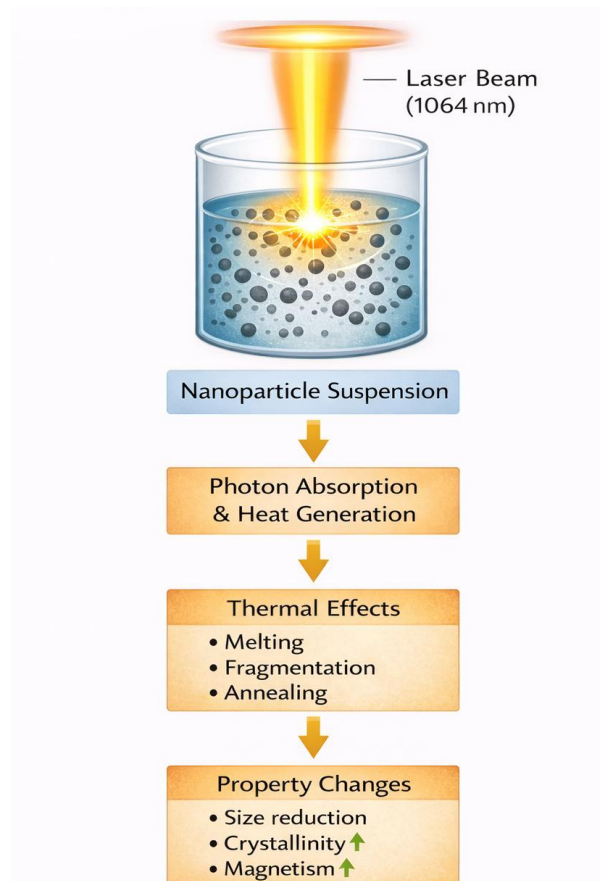 Laser Beam
(1064 nm)
Nanoparticle Suspension
Photon Absorption
& Heat Generation
Thermal Effects
• Melting
• Fragmentation
• Annealing
Property Changes
• Size reduction
• Crystallinity ↑
• Magnetism ↑